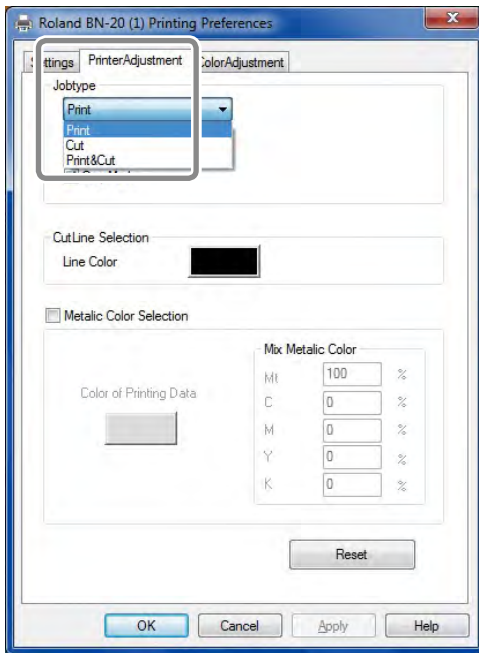 Roland BN-20 (1) Printing Preferences
ttings PrinterAdjustment ColorAdjustment
Jobtype
Print
Print
Cut
Print&Cut
CutLine Selection
Line Color
Metalic Color Selection
Mix Metalic Color
Color of Printing Data
Mt 100 %
C 0 %
M 0 %
Y 0 %
K 0 %
Reset
OK Cancel Apply Help